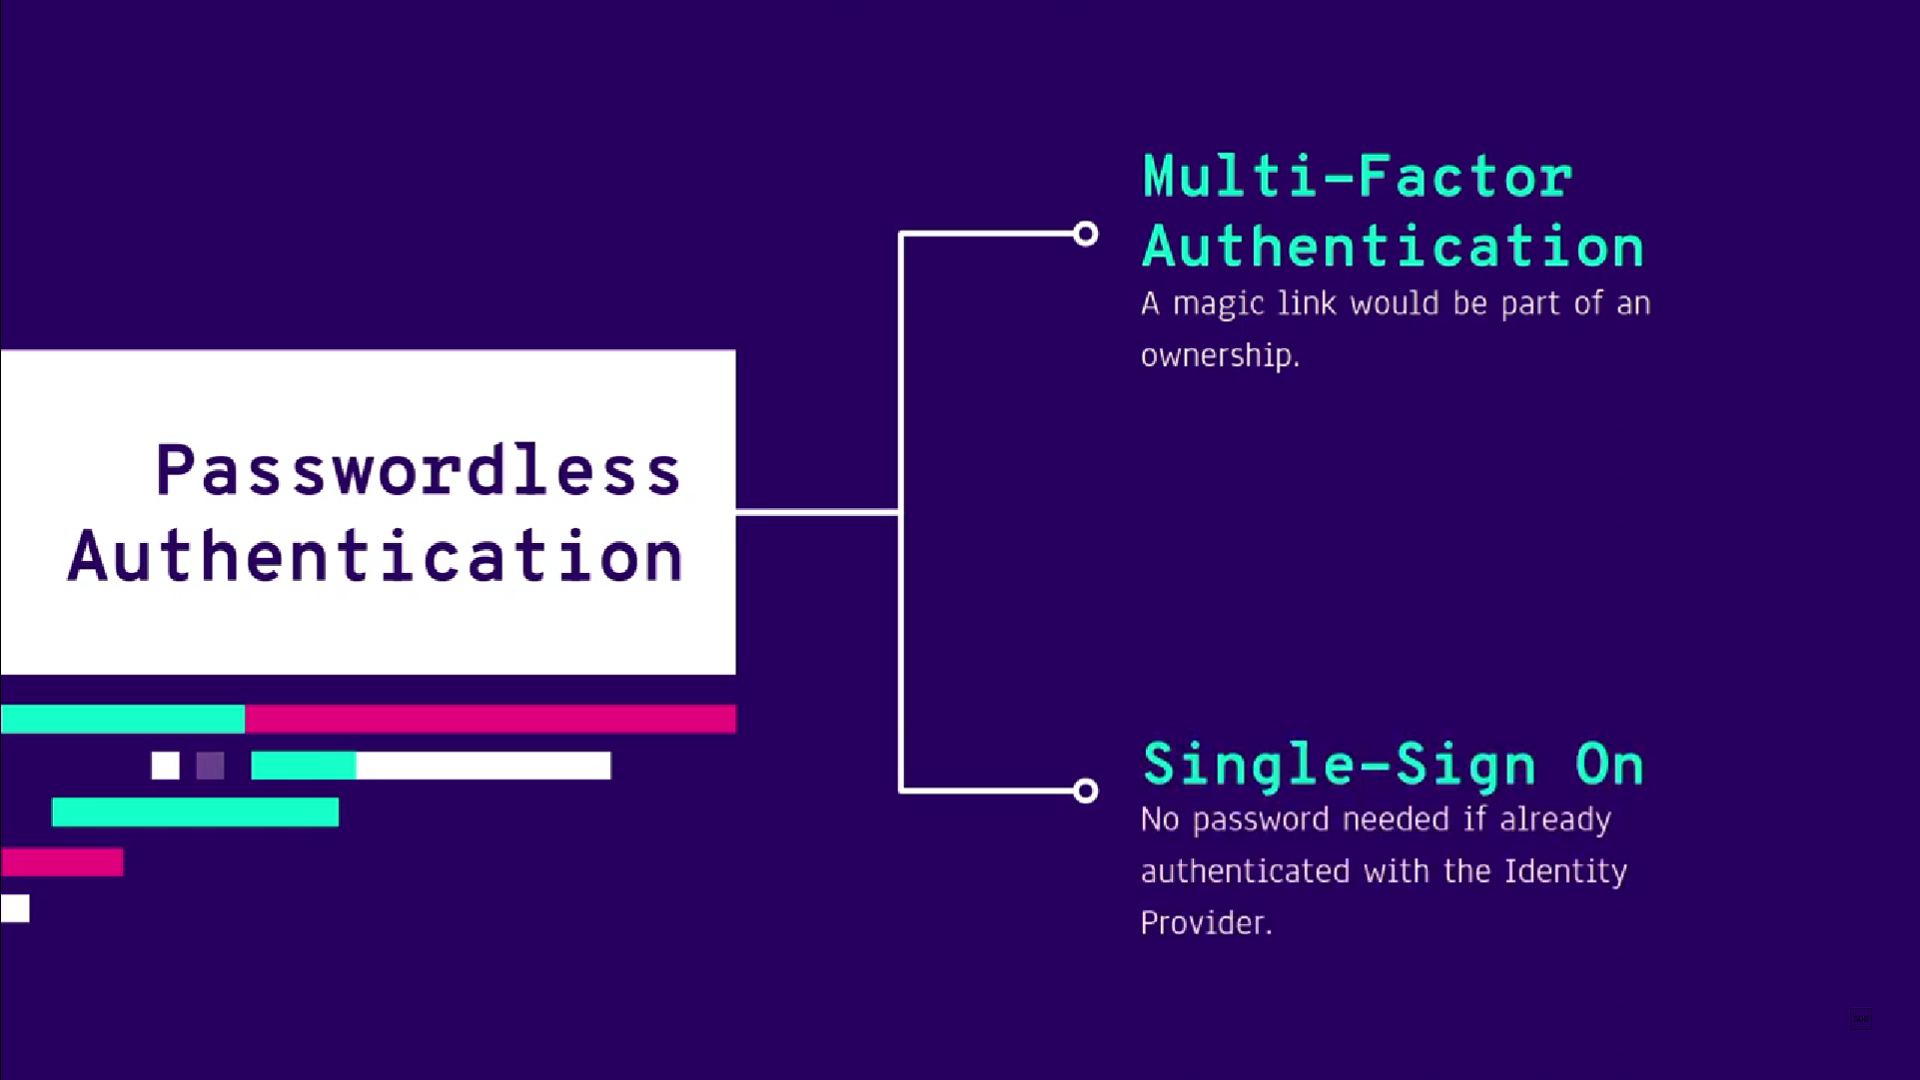 Passwordless
Authentication
Multi-Factor
Authentication
A magic link would be part of an
ownership.
Single-Sign On
No password needed if already
authenticated with the Identity
Provider.